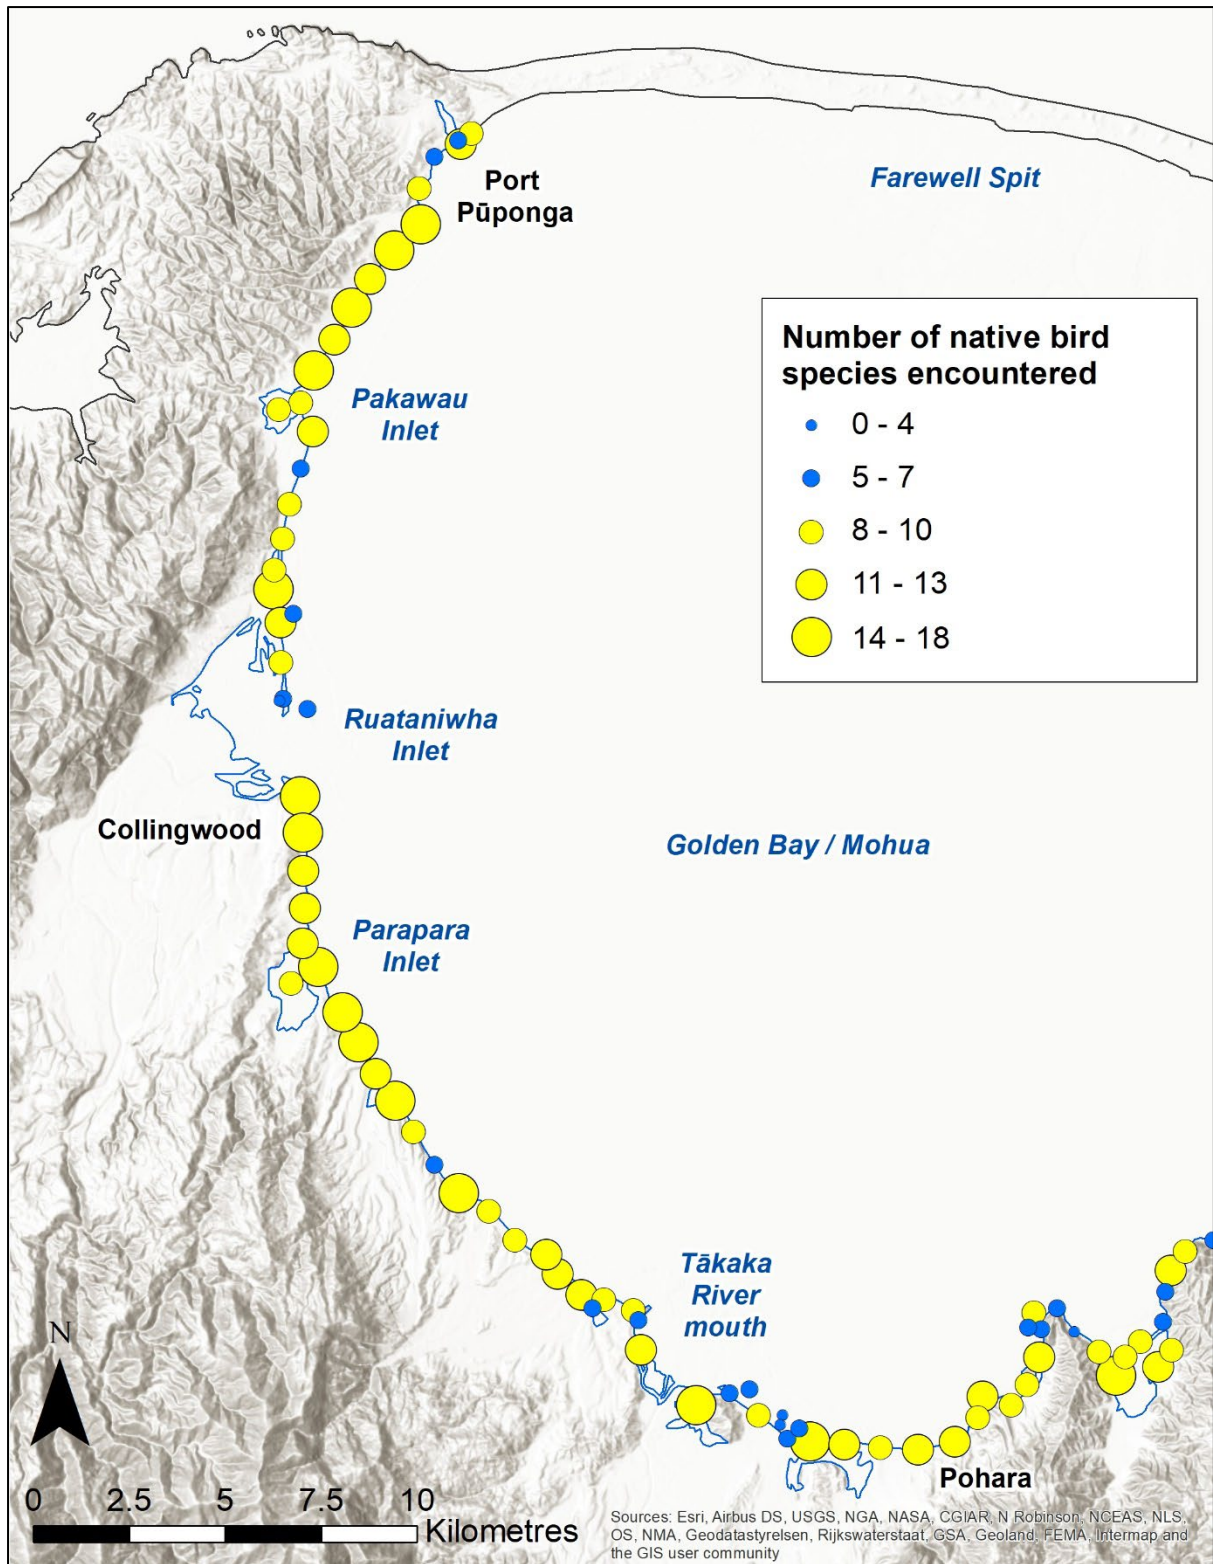 Port
Pūponga
Farewell Spit
Number of native bird
species encountered
0 - 4
5 - 7
8 - 10
11 - 13
14 - 18
Pakawau
Inlet
Ruataniwha
Inlet
Collingwood
Golden Bay / Mohua
Parapara
Inlet
Tākaka
River
mouth
Pohara
N
0 2.5 5 7.5 10
Kilometres
Sources: Esri, Airbus DS, USGS, NGA, NASA, CGIAR, N Robinson, NCEAS, NLS,
OS, NMA, Geodatastyrelsen, Rijkswaterstaat, GSA, Geoland, FEMA, Intermap and
the GIS user community